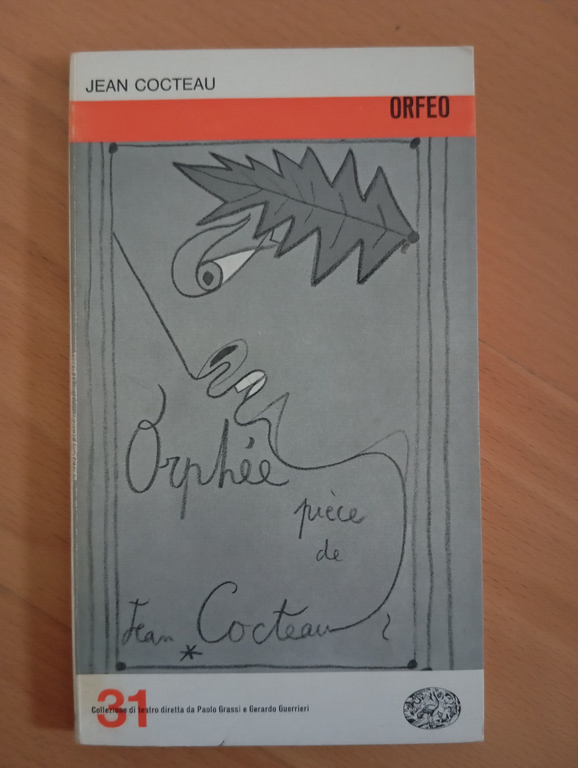 JEAN COCTEAU
ORFEO
Orphée
pièce
de
Jean Cocteau
31
Collezione di teatro diretta da Paolo Grassi e Gerardo Guerrieri